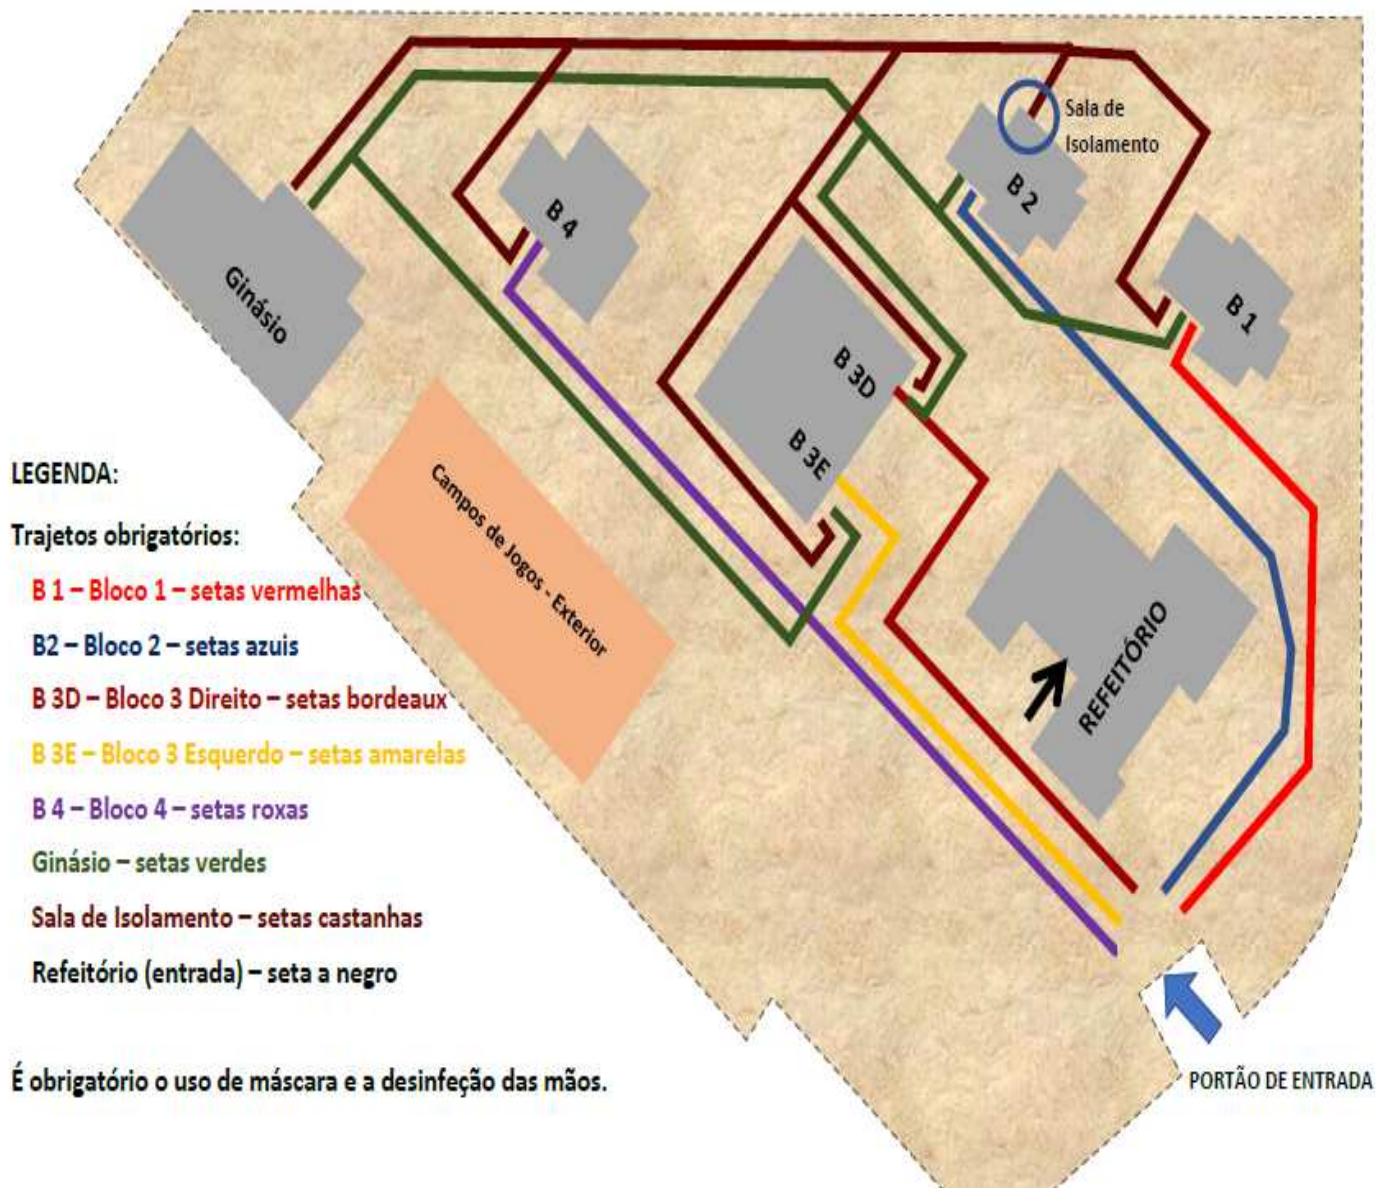 Sala de
Isolamento
B 2
B 4
B 1
Ginásio
B 3D
B 3E
Campos de Jogos - Exterior
REFEITÓRIO
LEGENDA:
Trajetos obrigatórios:
B 1 – Bloco 1 – setas vermelhas
B2 – Bloco 2 – setas azuis
B 3D – Bloco 3 Direito – setas bordeaux
B 3E – Bloco 3 Esquerdo – setas amarelas
B 4 – Bloco 4 – setas roxas
Ginásio – setas verdes
Sala de Isolamento – setas castanhas
Refeitório (entrada) – seta a negro
É obrigatório o uso de máscara e a desinfeção das mãos.
PORTÃO DE ENTRADA